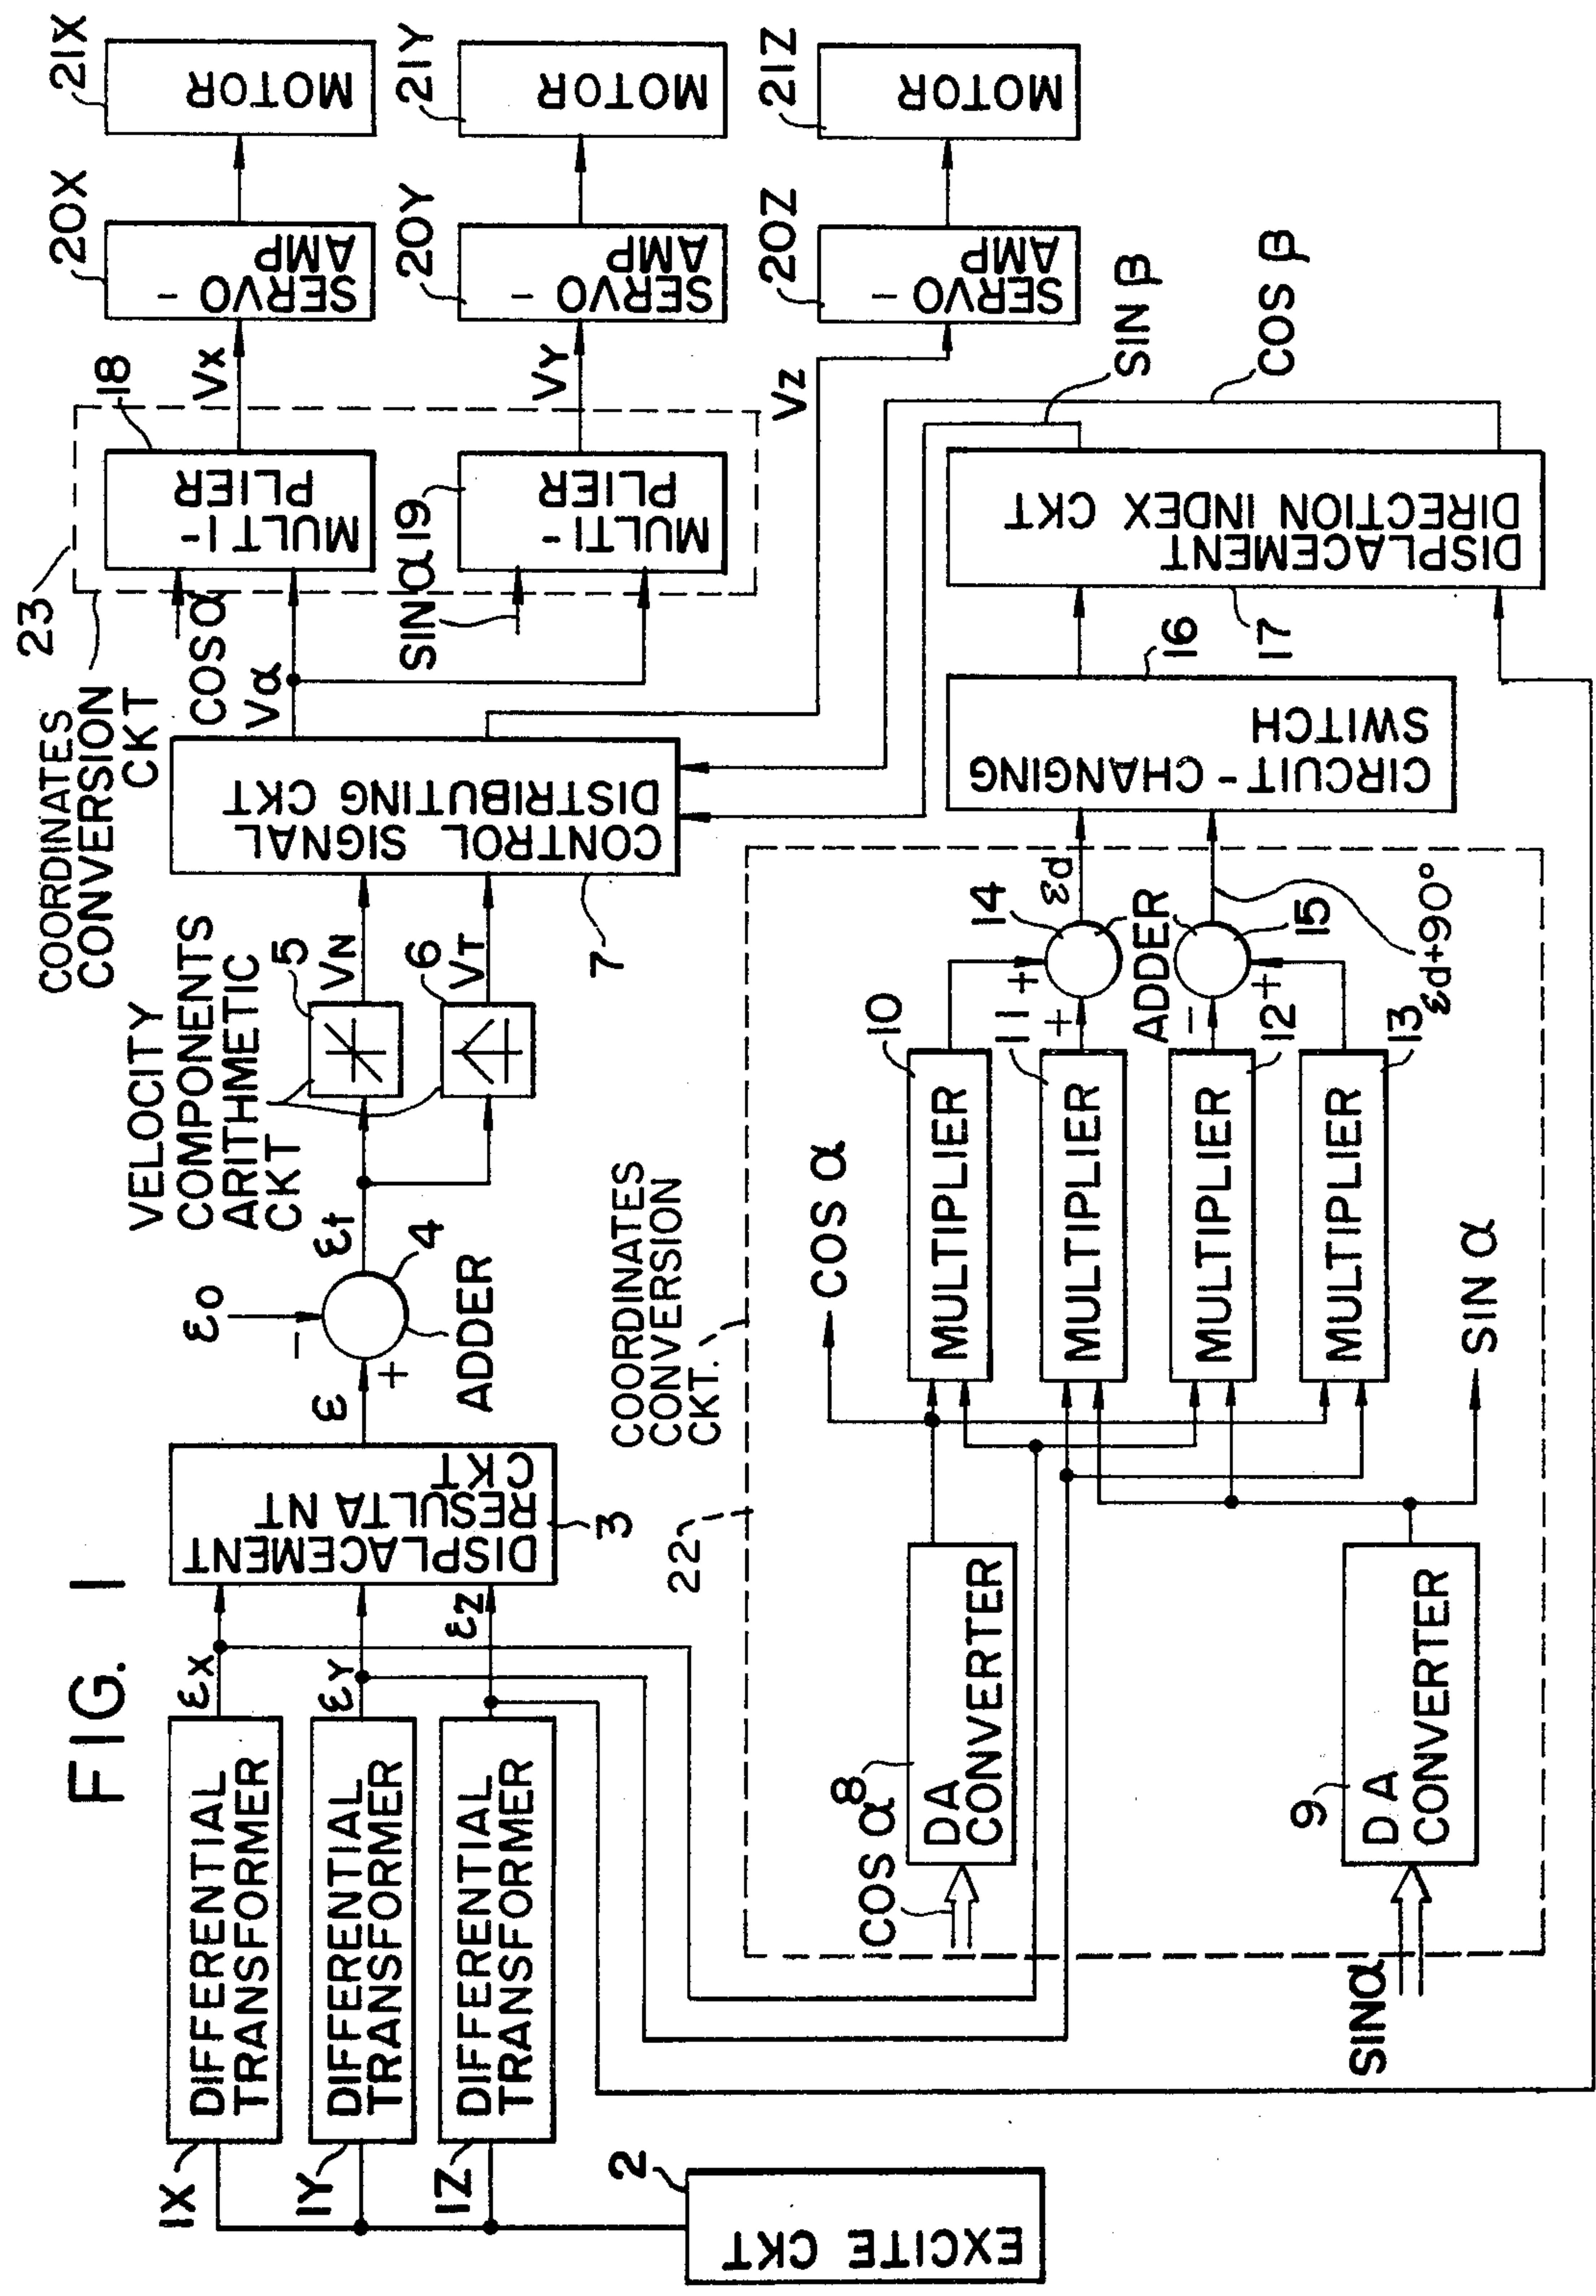 FIG. 1
1X
DIFFERENTIAL
TRANSFORMER
εX
1Y
DIFFERENTIAL
TRANSFORMER
εY
1Z
DIFFERENTIAL
TRANSFORMER
εZ
2
EXCITE CKT
DISPLACEMENT
RESULTANT
CKT
3
ε
+
εo
−
4
ADDER
εt
VELOCITY
COMPONENTS
ARITHMETIC
CKT
5
VN
6
VT
CONTROL SIGNAL
DISTRIBUTING CKT
7
COORDINATES
CONVERSION
CKT
23
Vα
COS α
MULTI-
PLIER
18
VX
SERVO-
AMP
20X
MOTOR
21X
SIN α
19
MULTI-
PLIER
VY
SERVO-
AMP
20Y
MOTOR
21Y
VZ
SERVO-
AMP
20Z
MOTOR
21Z
22
COORDINATES
CONVERSION
CKT.
COS α
8
DA
CONVERTER
SINα
9
DA
CONVERTER
COS α
SIN α
10
MULTIPLIER
11
MULTIPLIER
12
MULTIPLIER
13
MULTIPLIER
+
+
−
+
14
ADDER
15
εd
εd+90°
CIRCUIT-CHANGING
SWITCH
16
DISPLACEMENT
DIRECTION INDEX CKT
17
SIN β
COS β